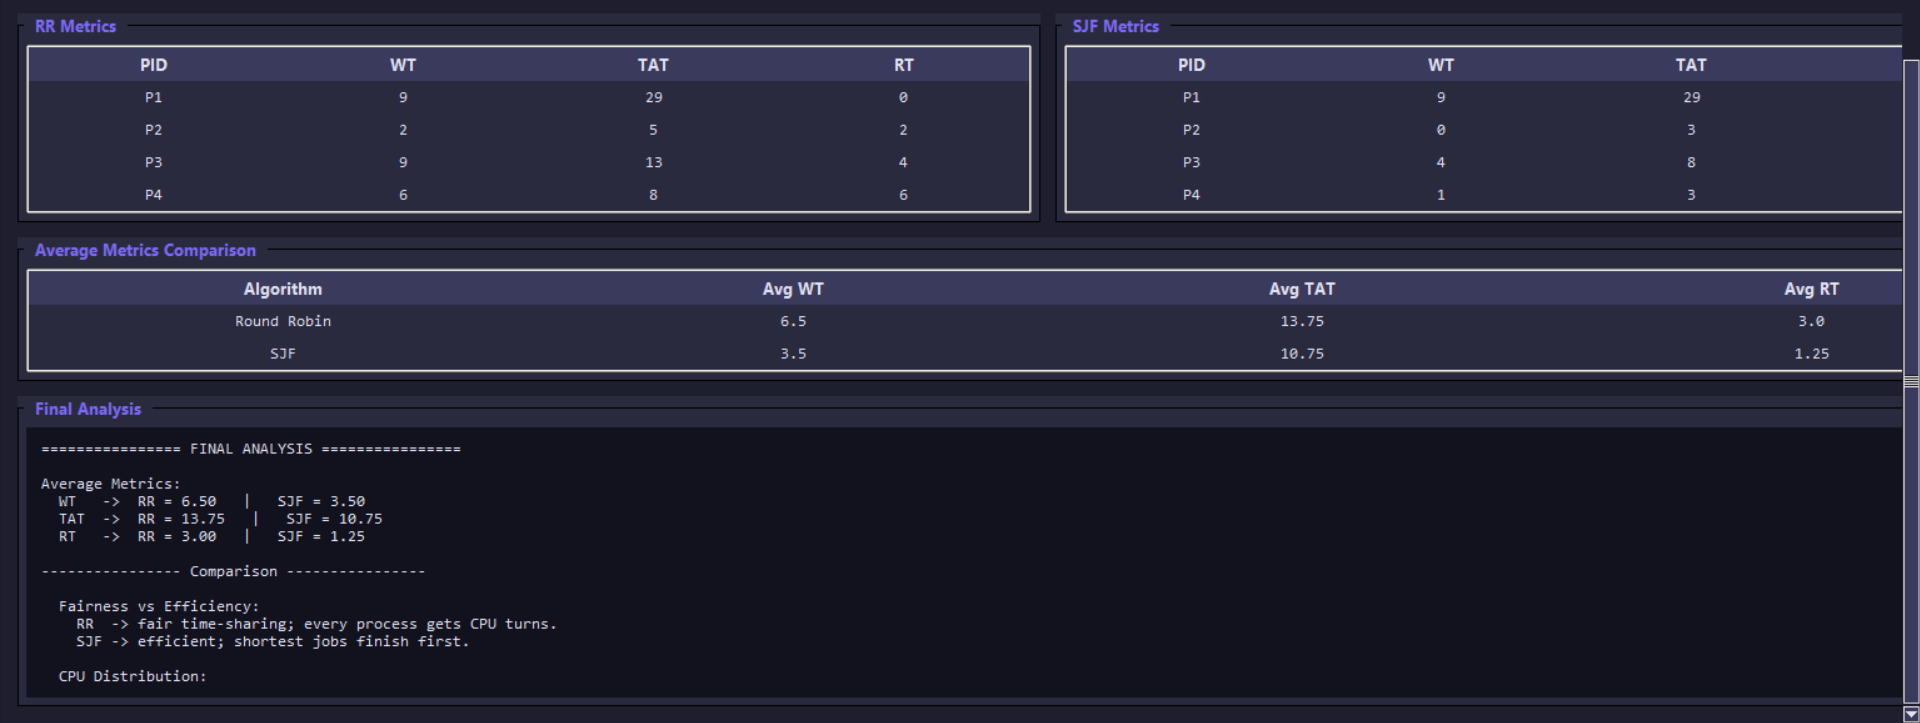 RR Metrics
PID WT TAT RT
P1 9 29 0
P2 2 5 2
P3 9 13 4
P4 6 8 6
SJF Metrics
PID WT TAT
P1 9 29
P2 0 3
P3 4 8
P4 1 3
Average Metrics Comparison
Algorithm Avg WT Avg TAT Avg RT
Round Robin 6.5 13.75 3.0
SJF 3.5 10.75 1.25
Final Analysis
================ FINAL ANALYSIS ================
Average Metrics:
WT -> RR = 6.50 | SJF = 3.50
TAT -> RR = 13.75 | SJF = 10.75
RT -> RR = 3.00 | SJF = 1.25
---------------- Comparison ----------------
Fairness vs Efficiency:
RR -> fair time-sharing; every process gets CPU turns.
SJF -> efficient; shortest jobs finish first.
CPU Distribution: